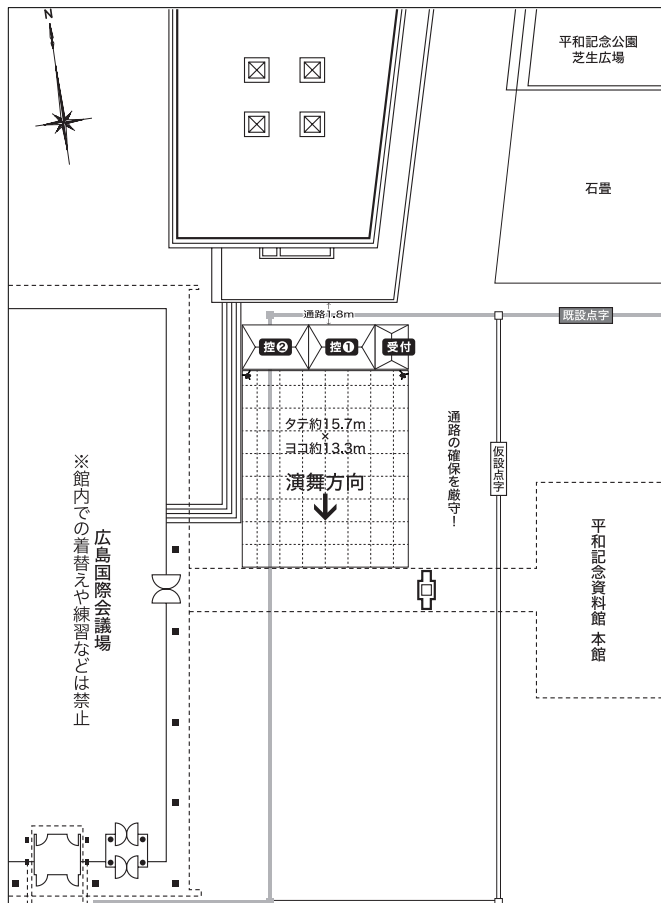 N
平和記念公園
芝生広場
石畳
通路1.8m
既設点字
控❷
控❶
受付
タテ約15.7m
×
ヨコ約13.3m
演舞方向
通路の確保を厳守！
仮設点字
平和記念資料館 本館
広島国際会議場
※館内での着替えや練習などは禁止